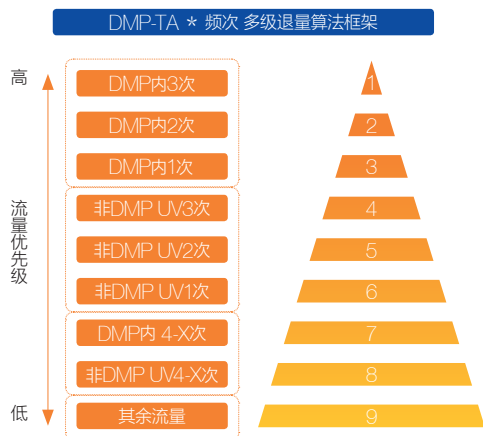 DMP-TA * 频次 多级退量算法框架
高
DMP内3次
1
DMP内2次
2
DMP内1次
3
流量优先级
非DMP UV3次
4
非DMP UV2次
5
非DMP UV1次
6
DMP内 4-X次
7
非DMP UV4-X次
8
低
其余流量
9